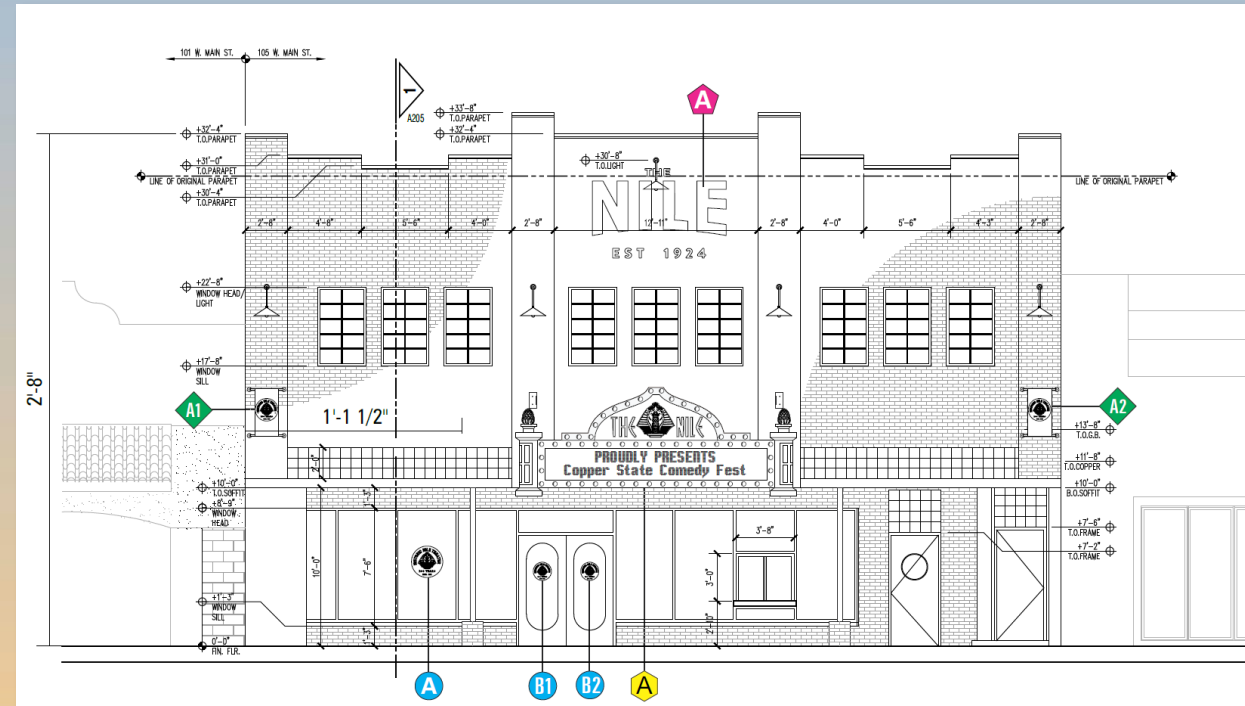 101 W. MAIN ST.
105 W. MAIN ST.
1
A205
A
+33'-8"
T.O.PARAPET
+32'-4"
T.O.PARAPET
+32'-4"
T.O.PARAPET
+31'-0"
T.O.PARAPET
LINE OF ORIGINAL PARAPET
+30'-4"
T.O.PARAPET
+30'-8"
T.O.LIGHT
LINE OF ORIGINAL PARAPET
THE
NILE
EST 1924
2'-8"
4'-8"
5'-6"
4'-0"
2'-8"
12'-11"
2'-8"
4'-0"
5'-6"
4'-3"
2'-8"
+22'-8"
WINDOW HEAD/
LIGHT
+17'-8"
WINDOW
SILL
2'-8"
A1
1'-1 1/2"
A2
THE NILE
PROUDLY PRESENTS
Copper State Comedy Fest
+13'-8"
T.O.G.B.
+11'-8"
T.O.COPPER
+10'-0"
B.O.SOFFIT
+7'-6"
T.O.FRAME
+7'-2"
T.O.FRAME
2'-0"
+10'-0"
T.O.SOFFIT
+8'-9"
WINDOW
HEAD
1'-3"
10'-0"
7'-6"
3'-8"
3'-0"
2'-10"
+1'-3"
WINDOW
SILL
1'-3"
0'-0"
FIN. FLR.
A
B1
B2
A